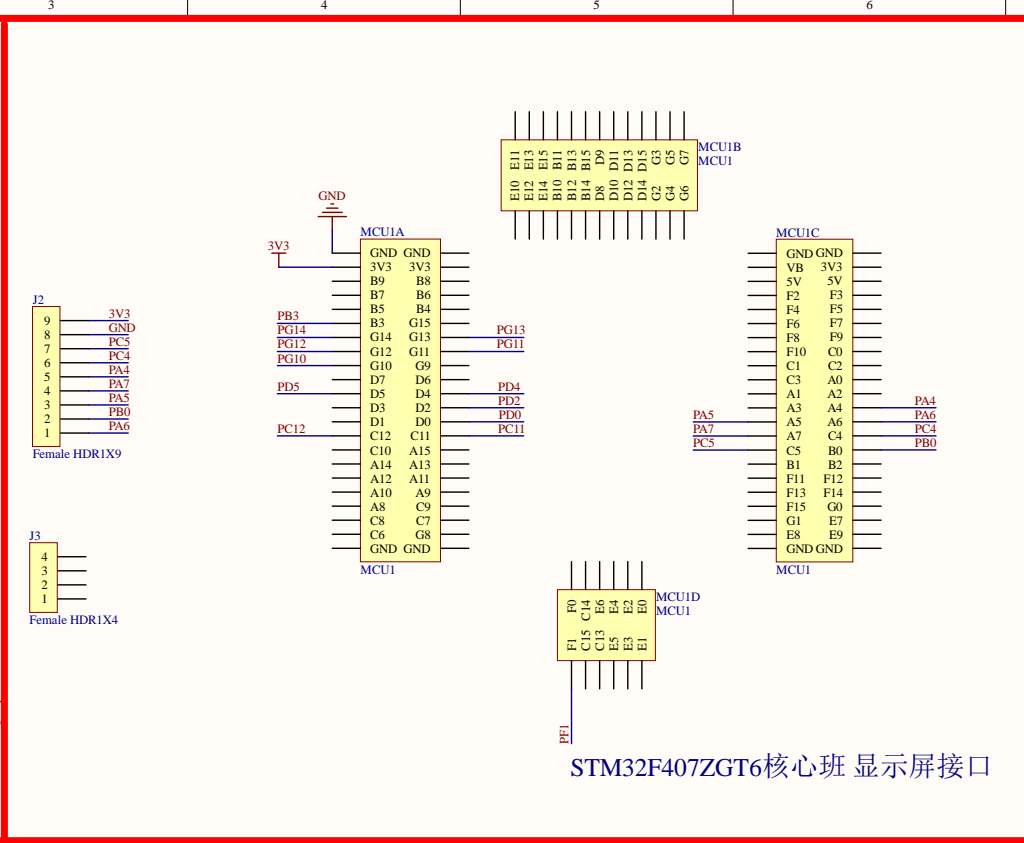 3 4 5 6
E11 E13 E15 B11 B13 B15 D9 D11 D13 D15 G3 G5 G7
E10 E12 E14 B10 B12 B14 D8 D10 D12 D14 G2 G4 G6
MCU1B
MCU1
GND
3V3
MCU1A
GND GND
3V3 3V3
B9 B8
B7 B6
B5 B4
PB3 B3 G15
PG14 G14 G13 PG13
PG12 G12 G11 PG11
PG10 G10 G9
D7 D6
PD5 D5 D4 PD4
D3 D2 PD2
D1 D0 PD0
PC12 C12 C11 PC11
C10 A15
A14 A13
A12 A11
A10 A9
A8 C9
C8 C7
C6 G8
GND GND
MCU1
MCU1C
GND GND
VB 3V3
5V 5V
F2 F3
F4 F5
F6 F7
F8 F9
F10 C0
C1 C2
C3 A0
A1 A2
A3 A4 PA4
PA5 A5 A6 PA6
PA7 A7 C4 PC4
PC5 C5 B0 PB0
B1 B2
F11 F12
F13 F14
F15 G0
G1 E7
E8 E9
GND GND
MCU1
J2
9 3V3
8 GND
7 PC5
6 PC4
5 PA4
4 PA7
3 PA5
2 PB0
1 PA6
Female HDR1X9
J3
4
3
2
1
Female HDR1X4
F0 C14 E6 E4 E2 E0
F1 C15 C13 E5 E3 E1
MCU1D
MCU1
PF1
STM32F407ZGT6核心班 显示屏接口